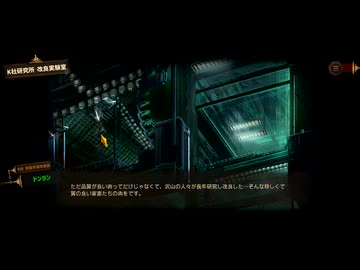 K社研究所 改良実験室
ドンラン
ただ品質が良い肉ってだけじゃなくて、沢山の人々が長年研究し改良した…そんな珍しくて
質の良い家畜たちの肉をです。